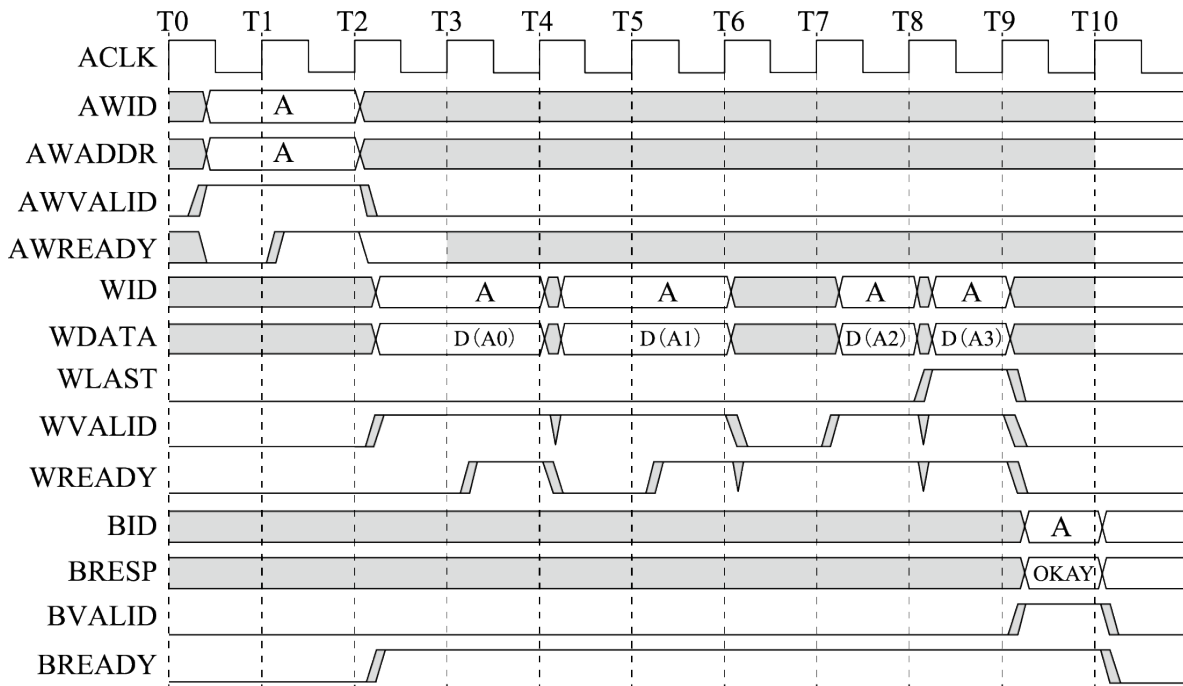 T0 T1 T2 T3 T4 T5 T6 T7 T8 T9 T10
ACLK
AWID A
AWADDR A
AWVALID
AWREADY
WID A A A A
WDATA D(A0) D(A1) D(A2) D(A3)
WLAST
WVALID
WREADY
BID A
BRESP OKAY
BVALID
BREADY